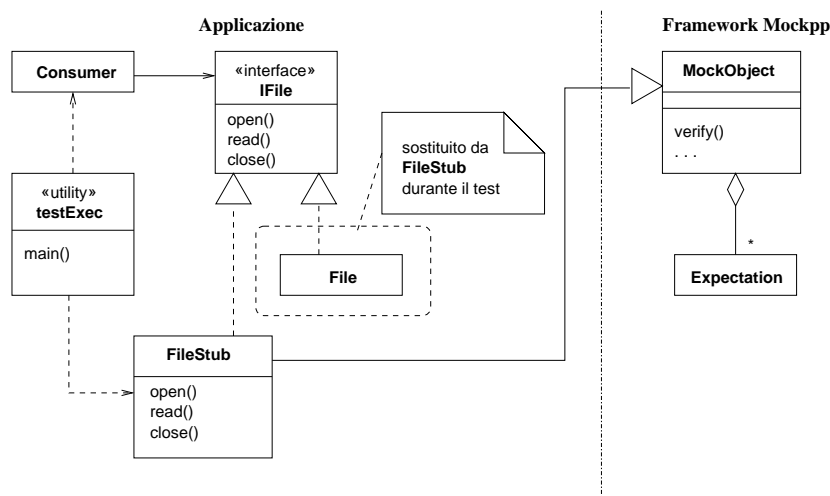 Applicazione
Framework Mockpp
Consumer
«interface»
IFile
open()
read()
close()
MockObject
verify()
. . .
sostituito da
FileStub
durante il test
«utility»
testExec
main()
File
*
Expectation
FileStub
open()
read()
close()